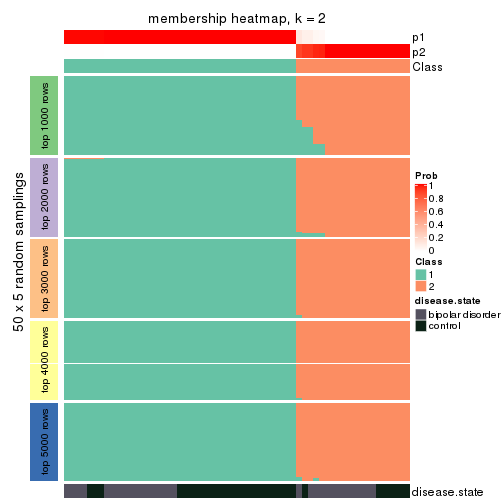 membership heatmap, k = 2
p1
p2
Class
50 x 5 random samplings
top 1000 rows
top 2000 rows
top 3000 rows
top 4000 rows
top 5000 rows
Prob
1
0.8
0.6
0.4
0.2
0
Class
1
2
disease.state
bipolar disorder
control
disease.state